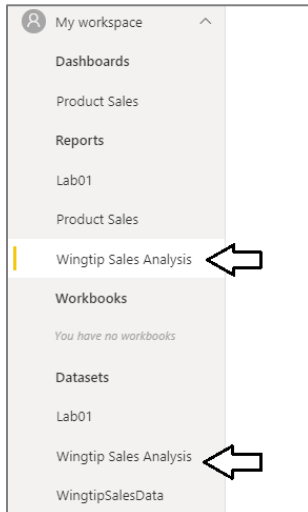 My workspace
Dashboards
Product Sales
Reports
Lab01
Product Sales
Wingtip Sales Analysis
Workbooks
You have no workbooks
Datasets
Lab01
Wingtip Sales Analysis
WingtipSalesData